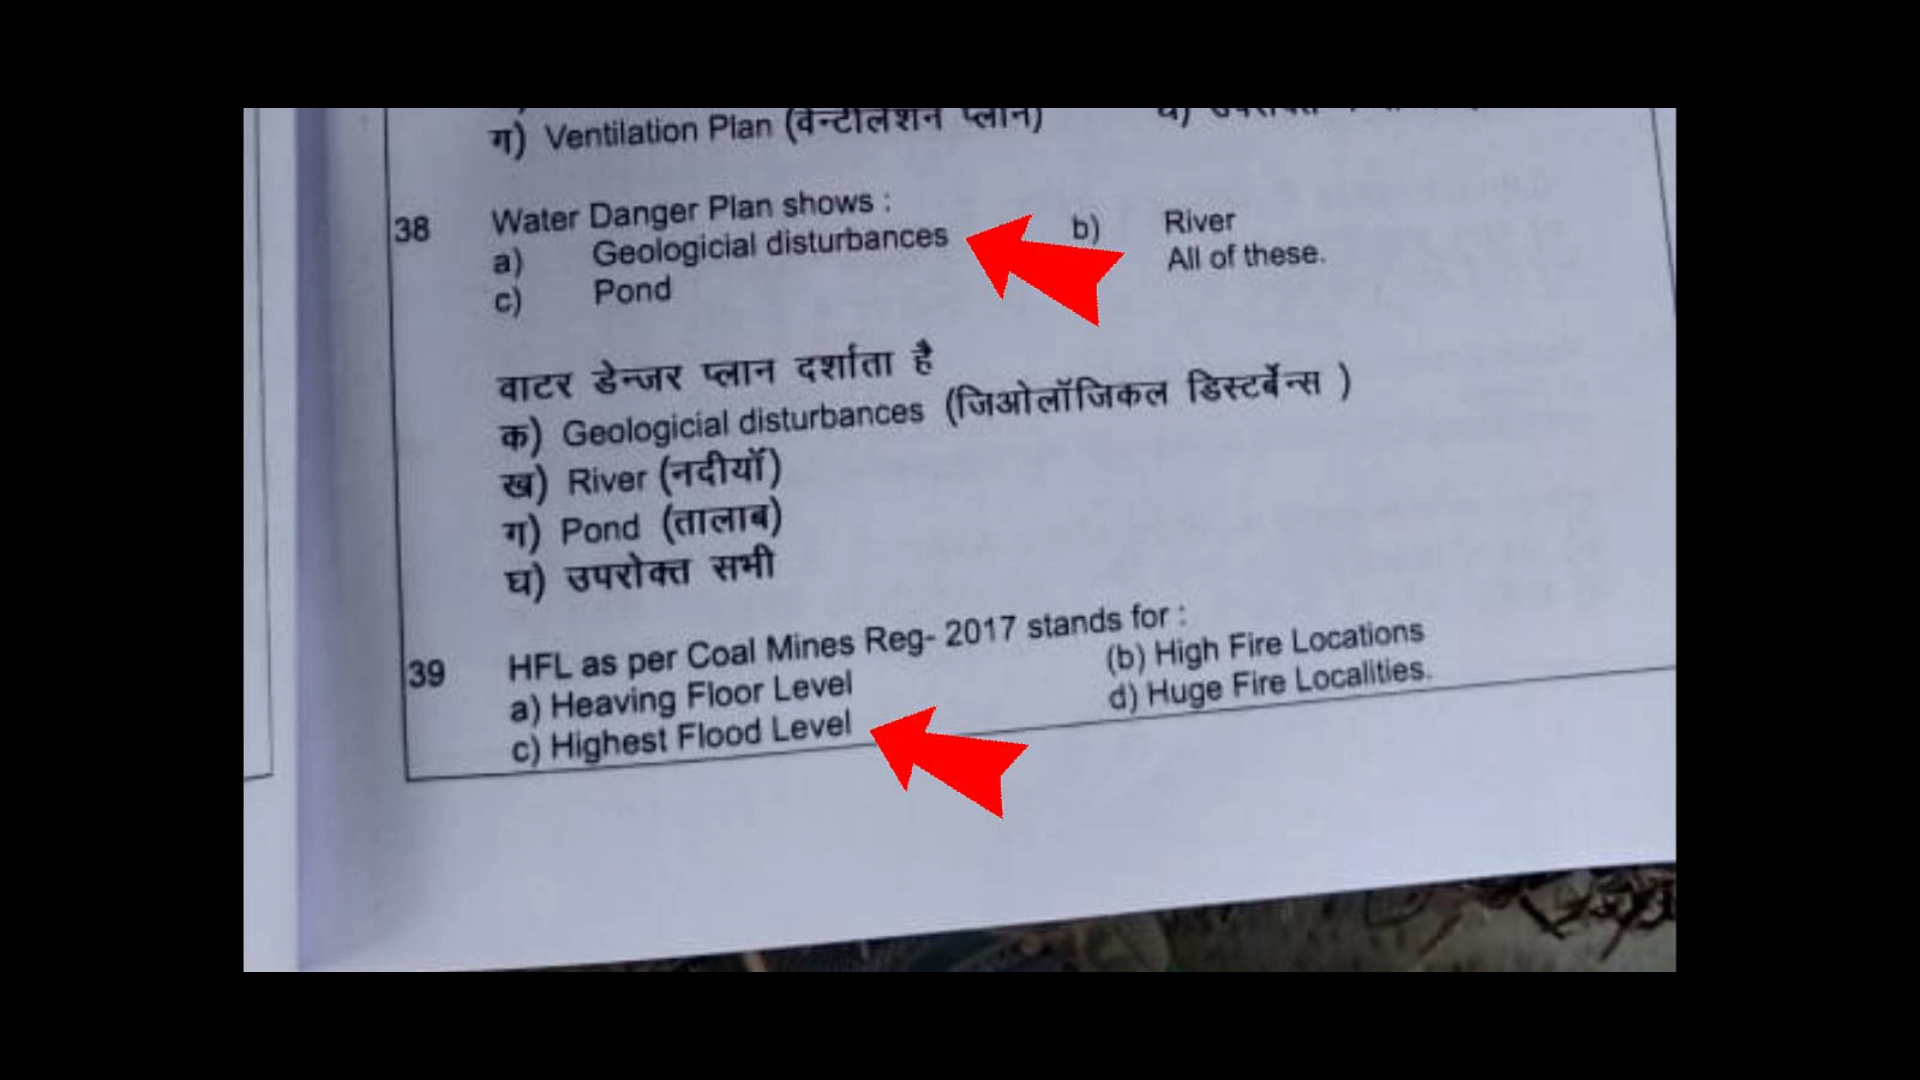 ग) Ventilation Plan (वेन्टीलेशन प्लान)
38 Water Danger Plan shows :
a) Geologicial disturbances b) River
c) Pond All of these.
वाटर डेन्जर प्लान दर्शाता है
क) Geologicial disturbances (जिओलॉजिकल डिस्टर्बेन्स )
ख) River (नदीयॉ)
ग) Pond (तालाब)
घ) उपरोक्त सभी
39 HFL as per Coal Mines Reg- 2017 stands for :
a) Heaving Floor Level (b) High Fire Locations
c) Highest Flood Level d) Huge Fire Localities.